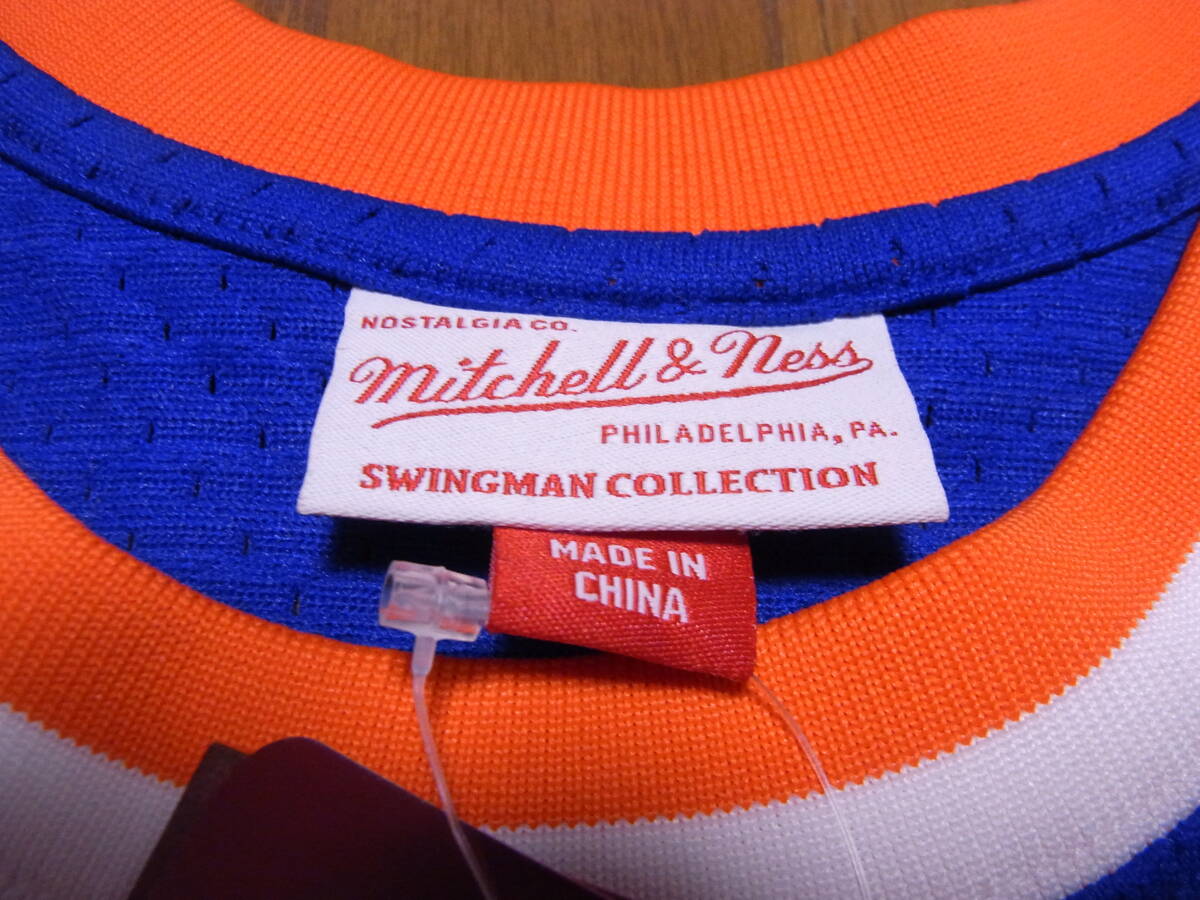 NOSTALGIA CO.
Mitchell & Ness
PHILADELPHIA, PA.
SWINGMAN COLLECTION
MADE IN
CHINA